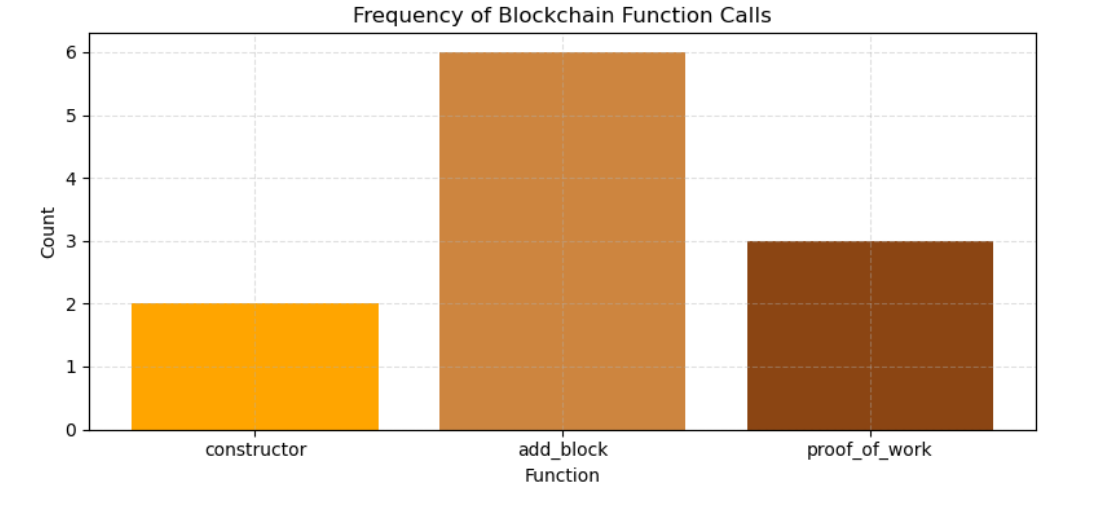 Frequency of Blockchain Function Calls
6
5
4
3
2
1
0
Count
constructor add_block proof_of_work
Function